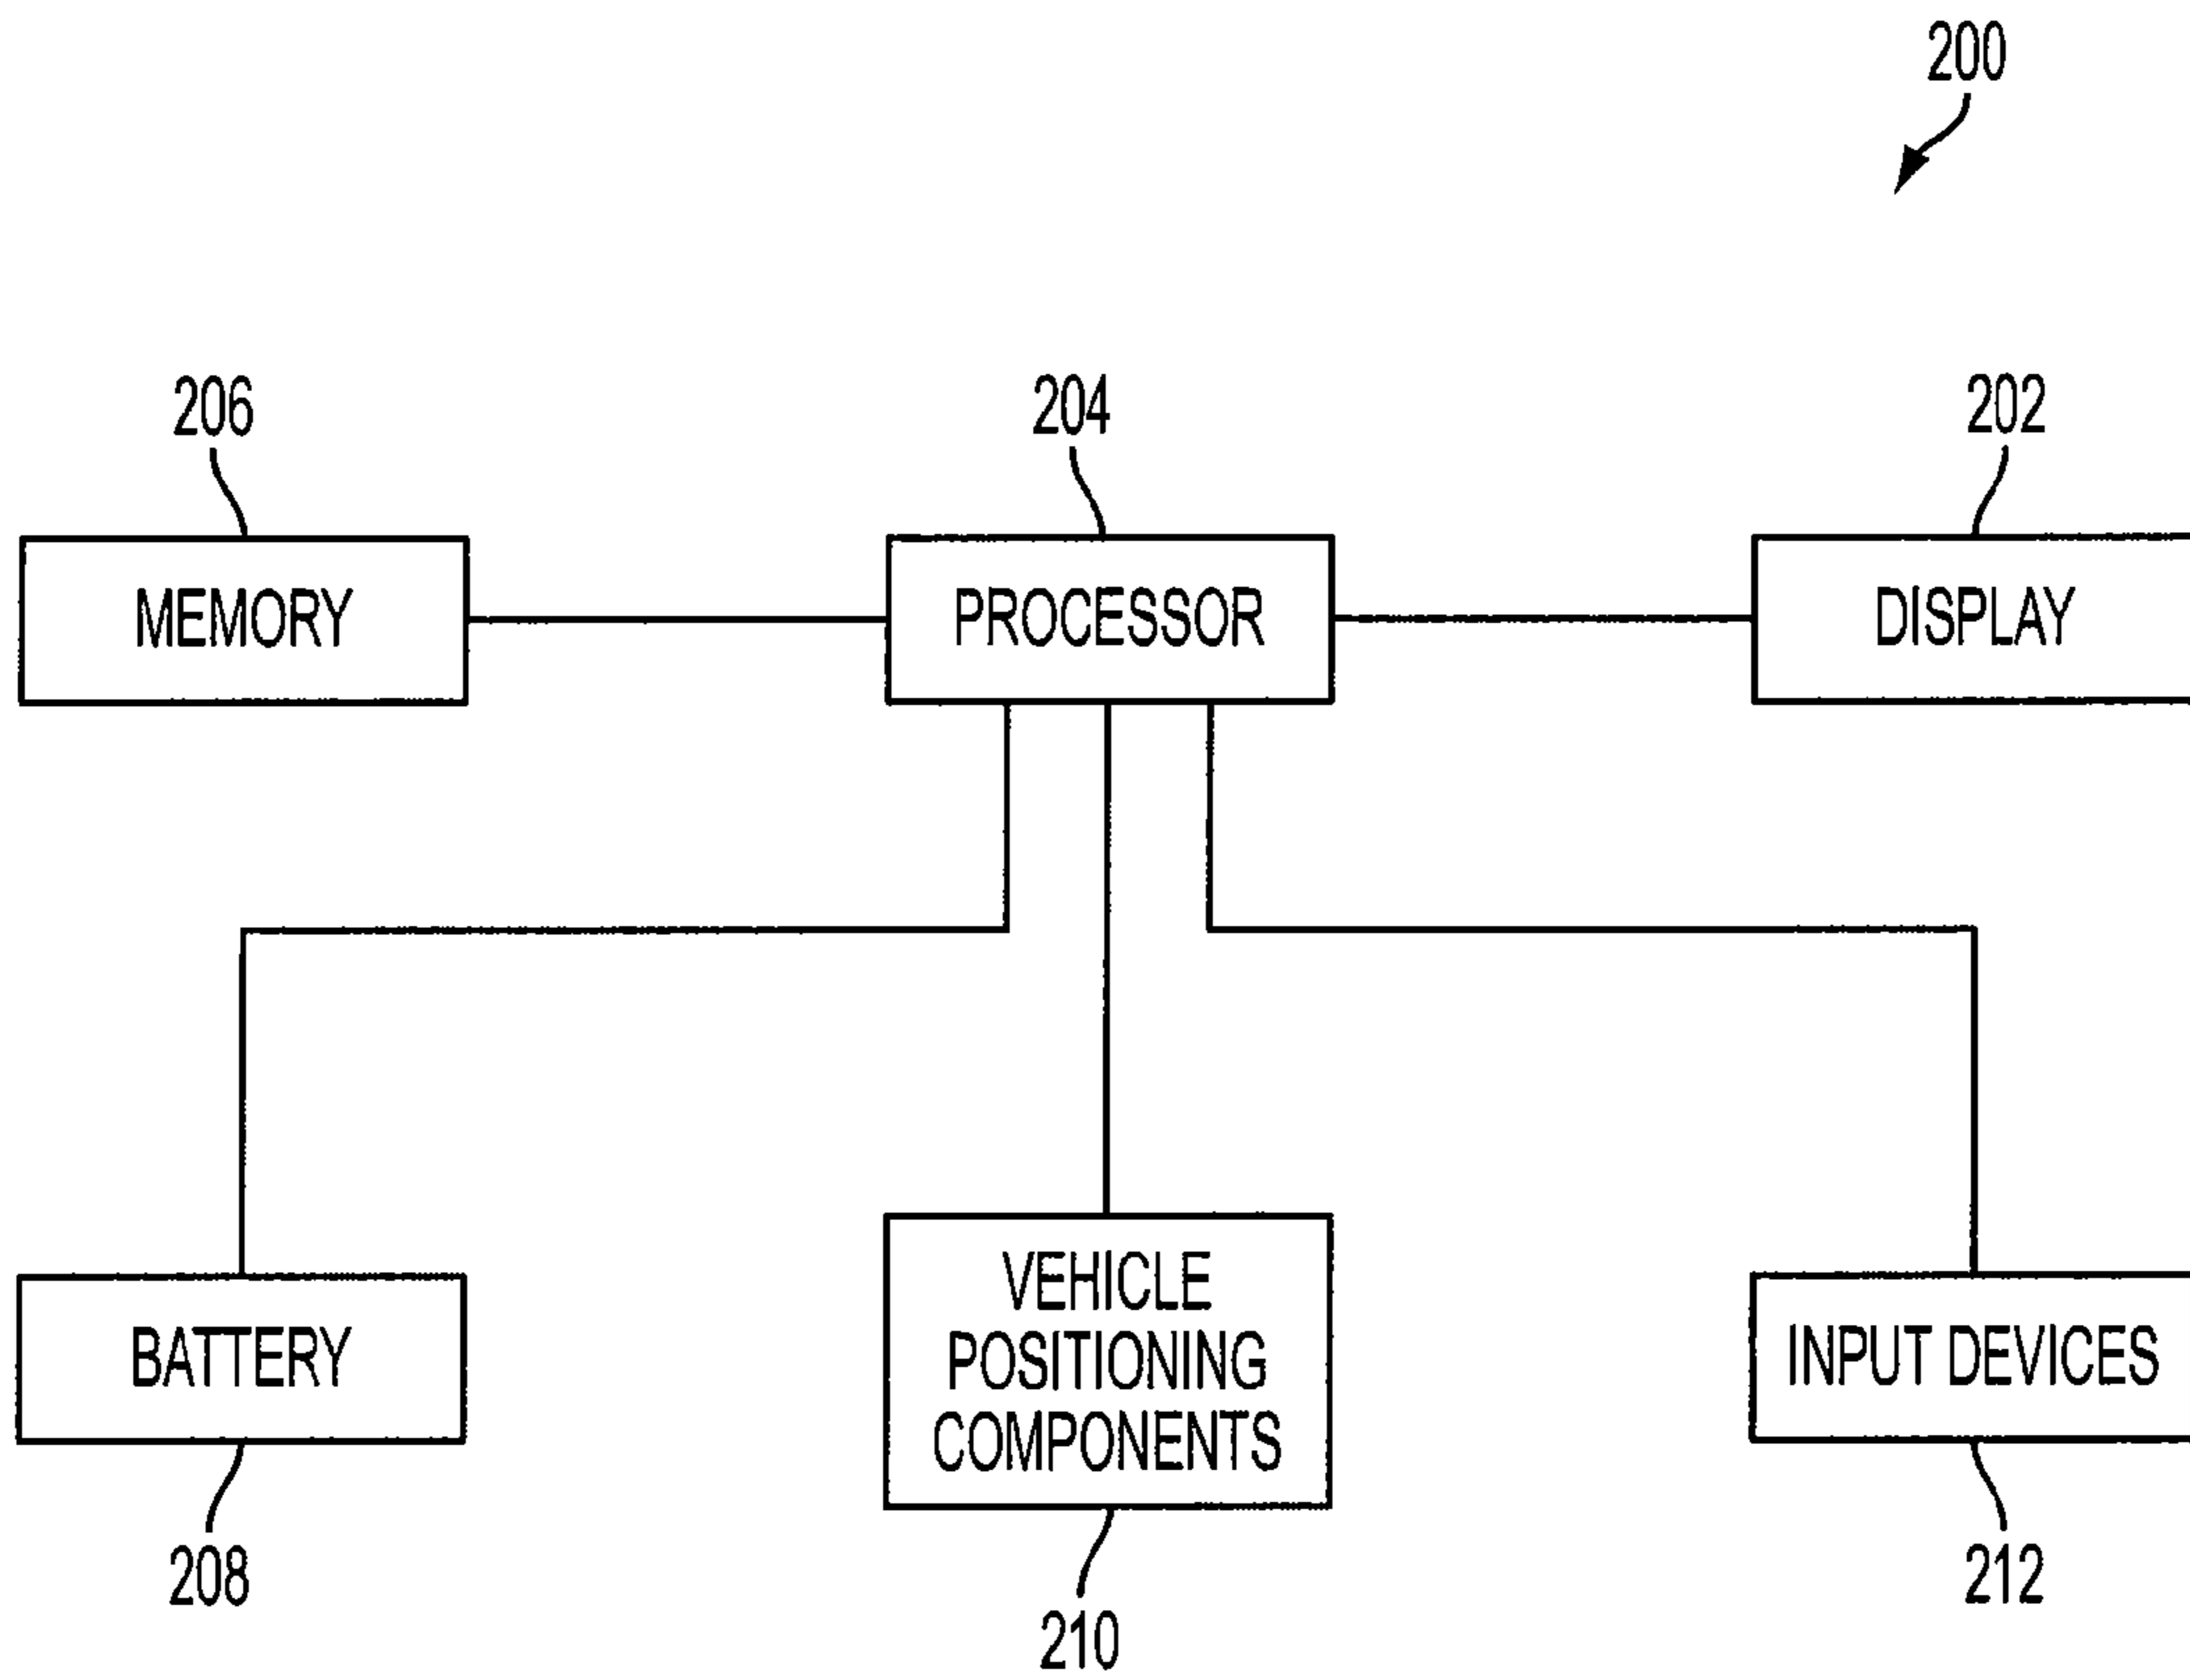 200
206
204
202
MEMORY
PROCESSOR
DISPLAY
VEHICLE
POSITIONING
COMPONENTS
BATTERY
INPUT DEVICES
208
210
212